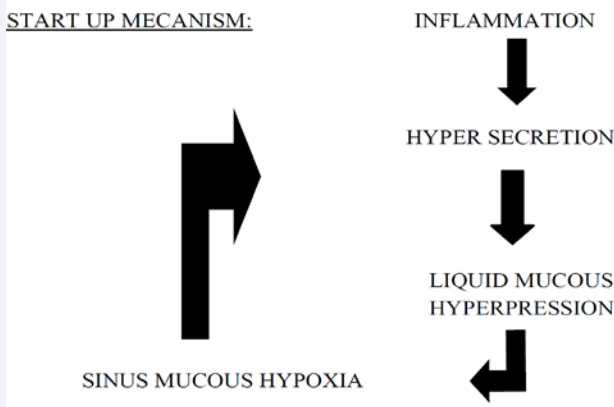 START UP MECANISM:
INFLAMMATION
HYPER SECRETION
LIQUID MUCOUS
HYPERPRESSION
SINUS MUCOUS HYPOXIA